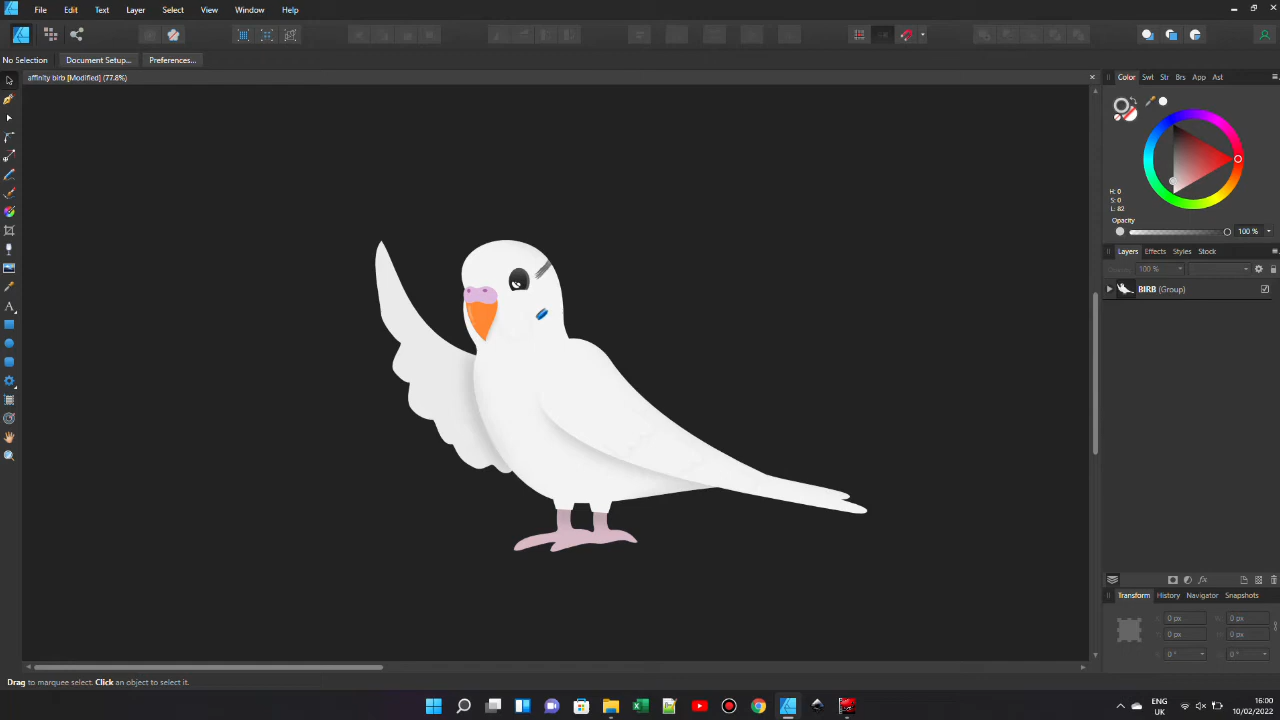 File Edit Text Layer Select View Window Help
No Selection Document Setup... Preferences...
affinity birb [Modified] (77.8%)
Color Swt Str Brs App Ast
H: 0
S: 0
L: 82
Opacity
100 %
Layers Effects Styles Stock
Opacity 100 %
BIRB (Group)
Transform History Navigator Snapshots
X: 0 px W: 0 px
Y: 0 px H: 0 px
R: 0 ° S: 0 °
Drag to marquee select. Click an object to select it.
ENG
UK
16:00
10/02/2022